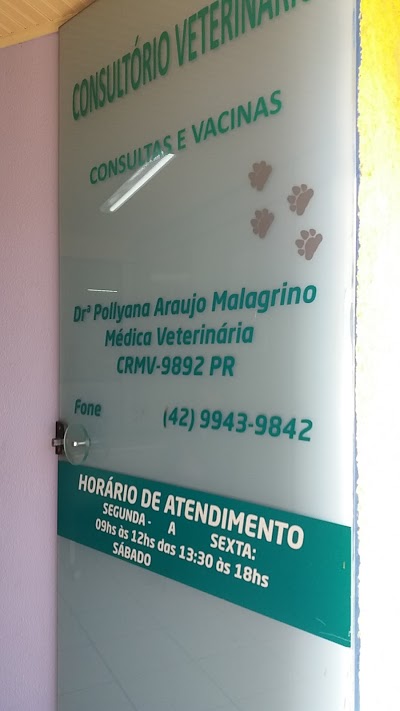 CONSULTÓRIO VETERINÁRIO
CONSULTAS E VACINAS
Drª Pollyana Araujo Malagrino
Médica Veterinária
CRMV-9892 PR
Fone (42) 9943-9842
HORÁRIO DE ATENDIMENTO
SEGUNDA - A SEXTA:
09hs às 12hs das 13:30 às 18hs
SÁBADO